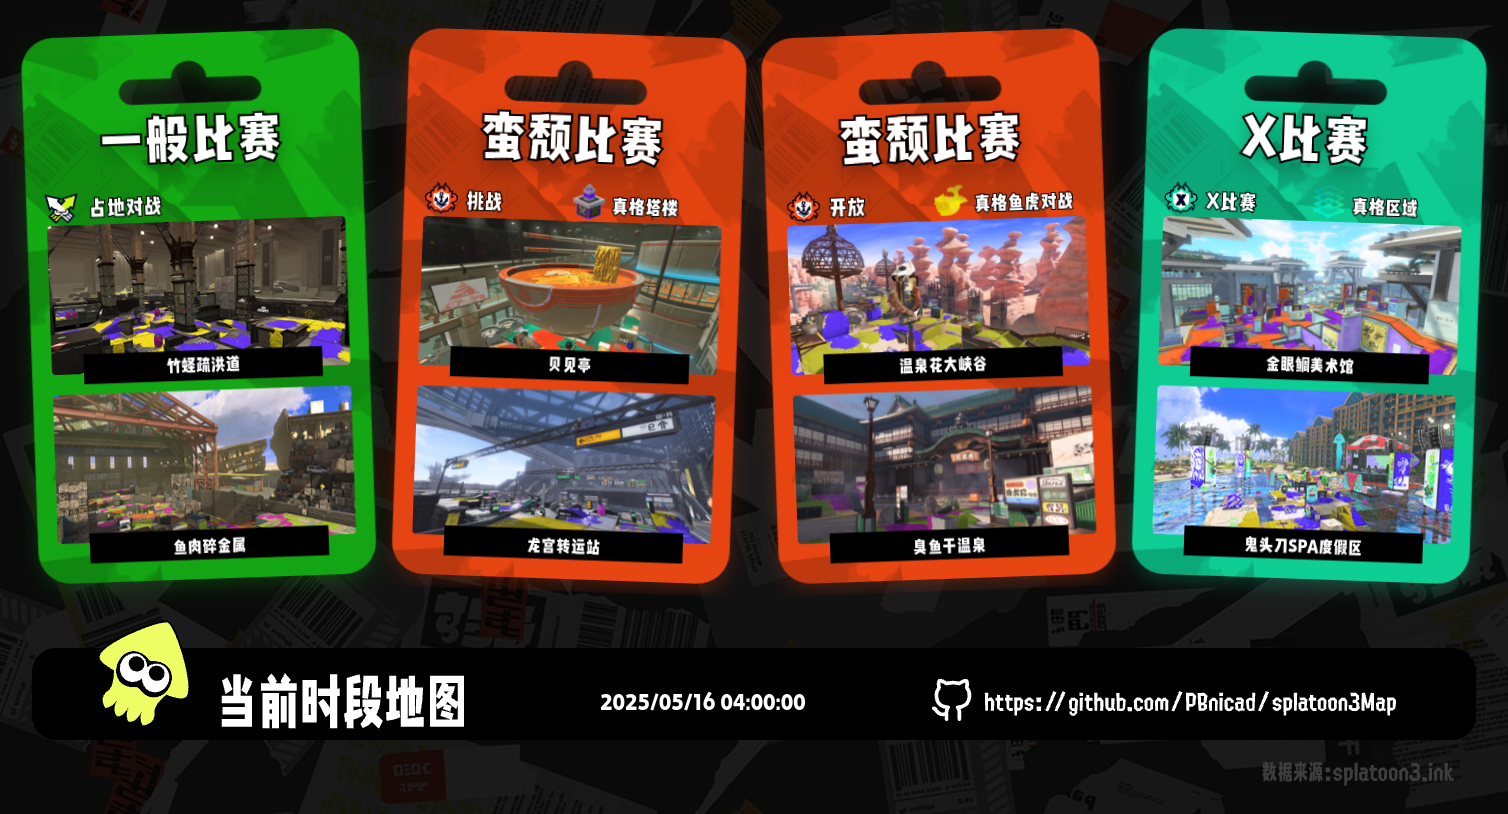 一般比赛
占地对战
竹蛏疏洪道
鱼肉碎金属
蛮颓比赛
挑战
真格塔楼
贝见亭
龙宫转运站
蛮颓比赛
开放
真格鱼虎对战
温泉花大峡谷
臭鱼干温泉
X比赛
X比赛
真格区域
金眼鲷美术馆
鬼头刀SPA度假区
当前时段地图
2025/05/16 04:00:00
https://github.com/PBnicad/splatoon3Map
数据来源:splatoon3.ink